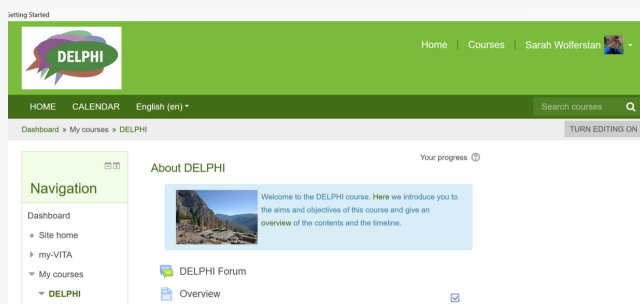 Getting Started
DELPHI
Home | Courses | Sarah Wolferstan
HOME CALENDAR English (en)
Search courses
Dashboard » My courses » DELPHI
TURN EDITING ON
Your progress
Navigation
Dashboard
Site home
my-VITA
My courses
DELPHI
About DELPHI
Welcome to the DELPHI course. Here we introduce you to
the aims and objectives of this course and give an
overview of the contents and the timeline.
DELPHI Forum
Overview